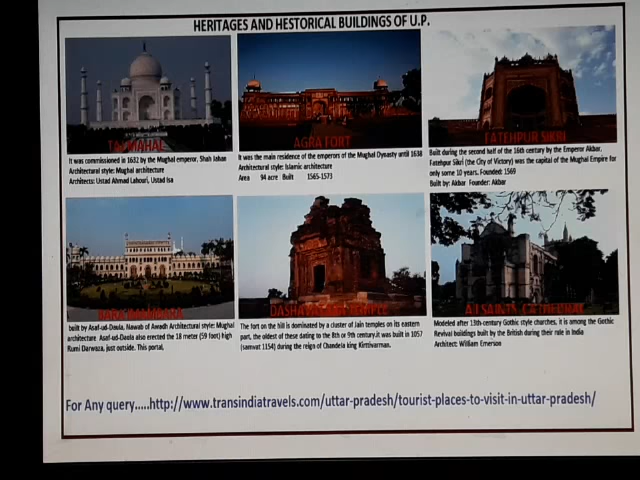 HERITAGES AND HESTORICAL BUILDINGS OF U.P.
TAJ MAHAL
It was commissioned in 1632 by the Mughal emperor, Shah Jahan
Architectural style: Mughal architecture
Architects: Ustad Ahmad Lahouri, Ustad Isa
AGRA FORT
It was the main residence of the emperors of the Mughal Dynasty until 1638
Architectural style: Islamic architecture
Area 94 acre Built 1565-1573
FATEHPUR SIKRI
Built during the second half of the 16th century by the Emperor Akbar,
Fatehpur Sikri (the City of Victory) was the capital of the Mughal Empire for
only some 10 years. Founded: 1569
Built by: Akbar Founder: Akbar
BARA IMAMBARA
built by Asaf-ud-Daula, Nawab of Awadh Architectural style: Mughal
architecture Asaf-ud-Daula also erected the 18 meter (59 foot) high
Rumi Darwaza, just outside. This portal,
TEMPLE
The fort on the hill is dominated by a cluster of Jain temples on its eastern
part, the oldest of these dating to the 8th or 9th century.it was built in 1057
(samwat 1154) during the reign of Chandela king Kirttivarman.
All SAINTS CATHEDRAL
Modeled after 13th-century Gothic style churches, it is among the Gothic
Revival buildings built by the British during their rule in India
Architect: William Emerson
For Any query.....http://www.transindiatravels.com/uttar-pradesh/tourist-places-to-visit-in-uttar-pradesh/